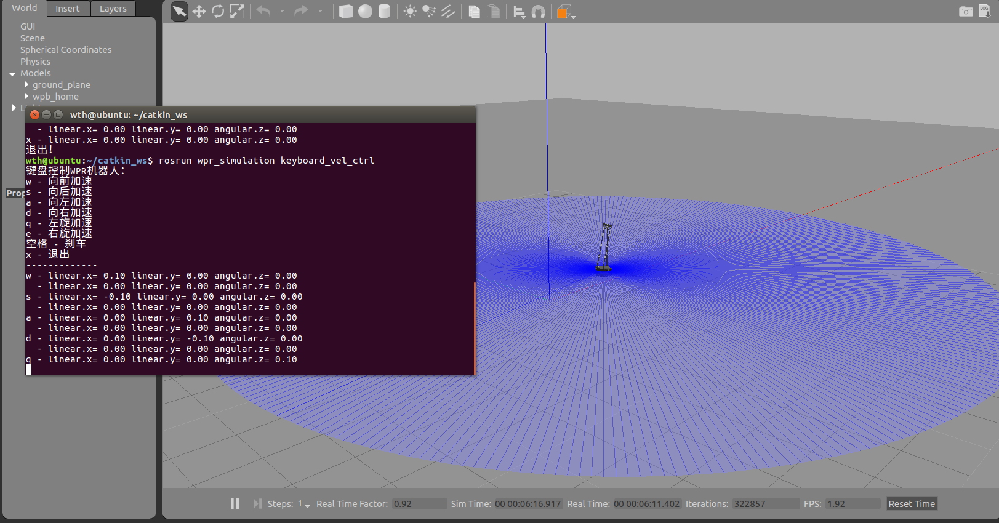 World Insert Layers
GUI
Scene
Spherical Coordinates
Physics
Models
ground_plane
wpb_home
wth@ubuntu: ~/catkin_ws
- linear.x= 0.00 linear.y= 0.00 angular.z= 0.00
x - linear.x= 0.00 linear.y= 0.00 angular.z= 0.00
退出!
wth@ubuntu:~/catkin_ws$ rosrun wpr_simulation keyboard_vel_ctrl
键盘控制WPR机器人:
w - 向前加速
s - 向后加速
a - 向左加速
d - 向右加速
q - 左旋加速
e - 右旋加速
空格 - 刹车
x - 退出
-------------
w - linear.x= 0.10 linear.y= 0.00 angular.z= 0.00
- linear.x= 0.00 linear.y= 0.00 angular.z= 0.00
s - linear.x= -0.10 linear.y= 0.00 angular.z= 0.00
- linear.x= 0.00 linear.y= 0.00 angular.z= 0.00
a - linear.x= 0.00 linear.y= 0.10 angular.z= 0.00
- linear.x= 0.00 linear.y= 0.00 angular.z= 0.00
d - linear.x= 0.00 linear.y= -0.10 angular.z= 0.00
- linear.x= 0.00 linear.y= 0.00 angular.z= 0.00
q - linear.x= 0.00 linear.y= 0.00 angular.z= 0.10
Prop
LOG
Steps: 1 Real Time Factor: 0.92 Sim Time: 00 00:06:16.917 Real Time: 00 00:06:11.402 Iterations: 322857 FPS: 1.92 Reset Time